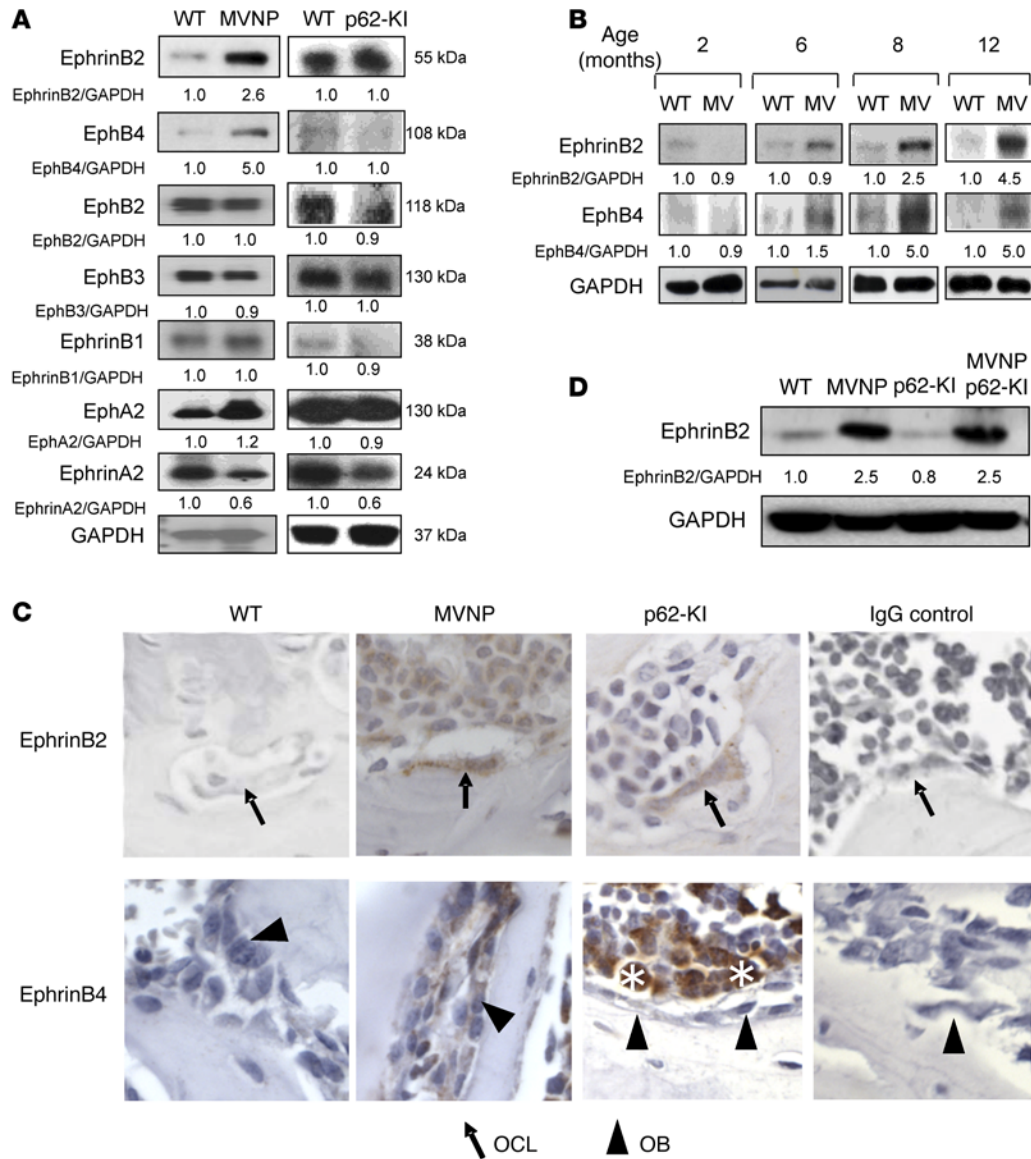 A
WT MVNP WT p62-KI
EphrinB2 55 kDa
EphrinB2/GAPDH 1.0 2.6 1.0 1.0
EphB4 108 kDa
EphB4/GAPDH 1.0 5.0 1.0 1.0
EphB2 118 kDa
EphB2/GAPDH 1.0 1.0 1.0 0.9
EphB3 130 kDa
EphB3/GAPDH 1.0 0.9 1.0 1.0
EphrinB1 38 kDa
EphrinB1/GAPDH 1.0 1.0 1.0 0.9
EphA2 130 kDa
EphA2/GAPDH 1.0 1.2 1.0 0.9
EphrinA2 24 kDa
EphrinA2/GAPDH 1.0 0.6 1.0 0.6
GAPDH 37 kDa
B
Age
(months) 2 6 8 12
WT MV WT MV WT MV WT MV
EphrinB2
EphrinB2/GAPDH 1.0 0.9 1.0 0.9 1.0 2.5 1.0 4.5
EphB4
EphB4/GAPDH 1.0 0.9 1.0 1.5 1.0 5.0 1.0 5.0
GAPDH
D
WT MVNP p62-KI MVNP
p62-KI
EphrinB2
EphrinB2/GAPDH 1.0 2.5 0.8 2.5
GAPDH
C
WT MVNP p62-KI IgG control
EphrinB2
EphrinB4
* *
OCL OB